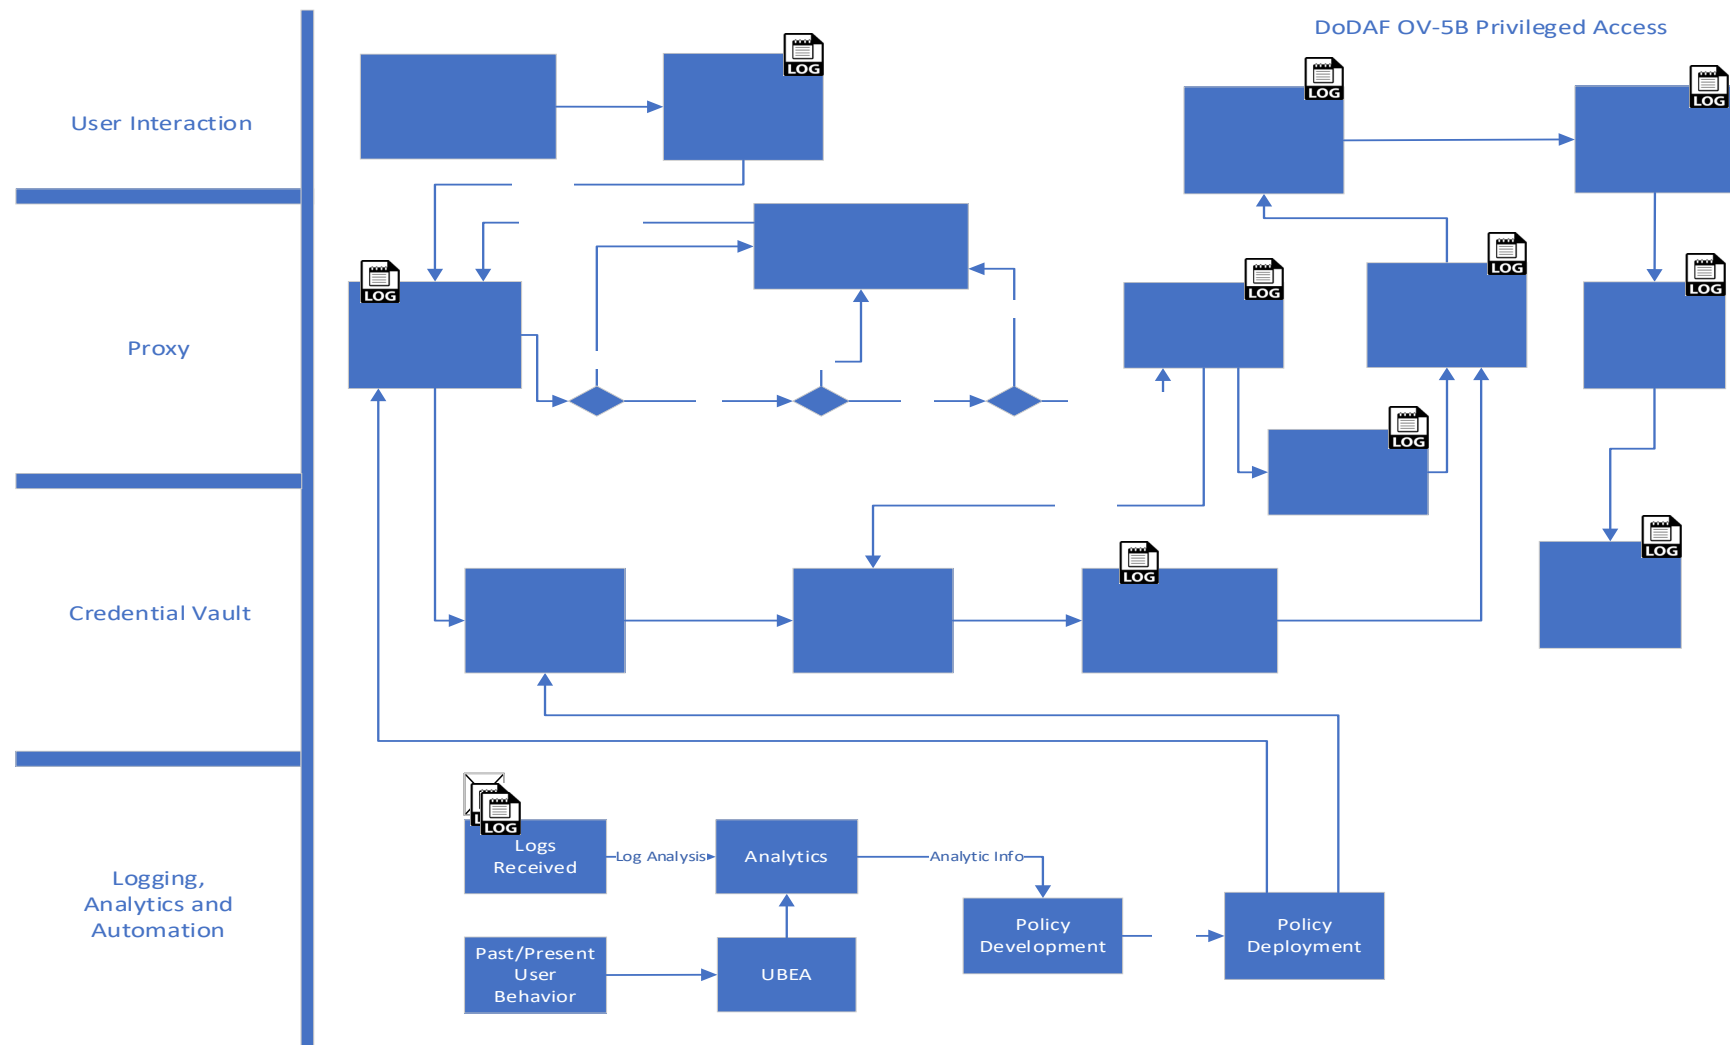 DoDAF OV-5B Privileged Access
LOG
LOG
LOG
User Interaction
LOG
LOG
LOG
LOG
Proxy
LOG
LOG
LOG
Credential Vault
LOG
Logs
Received
Log Analysis
Analytics
Analytic Info
Logging,
Analytics and
Automation
Policy
Development
Policy
Deployment
Past/Present
User
Behavior
UBEA